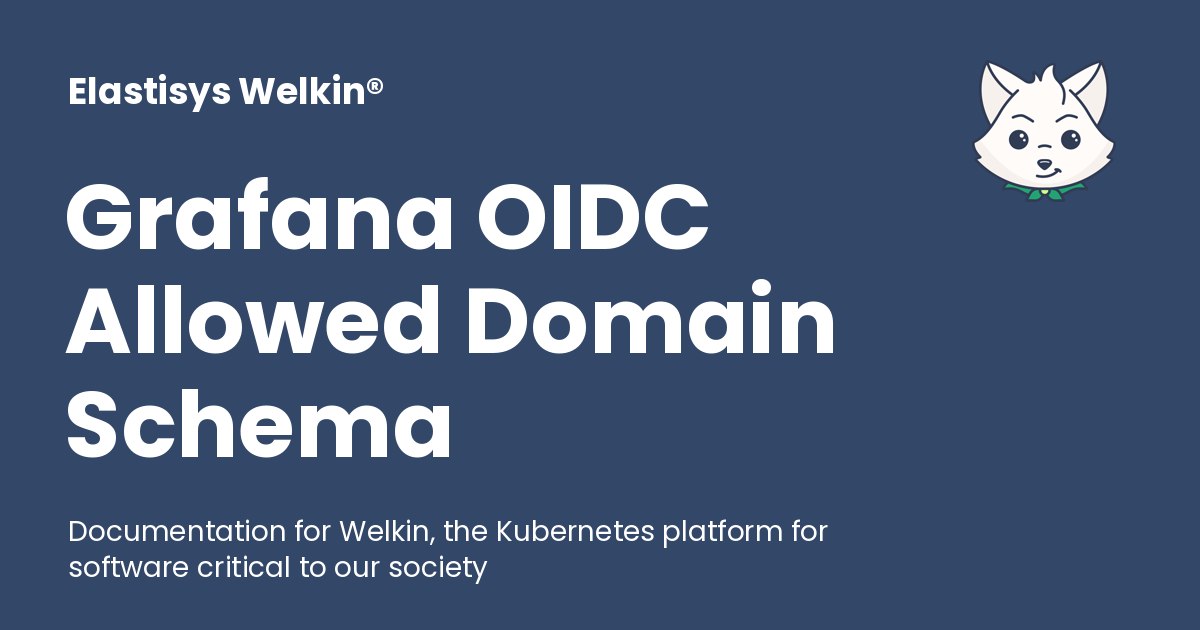 Elastisys Welkin®
Grafana OIDC
Allowed Domain
Schema
Documentation for Welkin, the Kubernetes platform for
software critical to our society